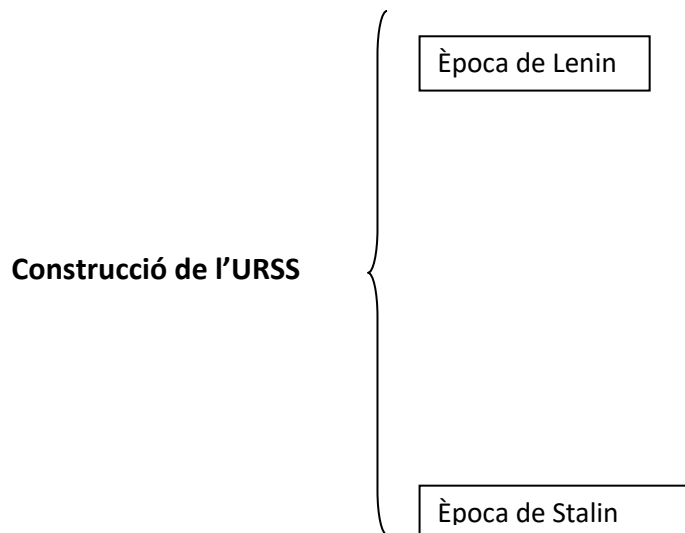 Època de Lenin
Construcció de l’URSS
Època de Stalin